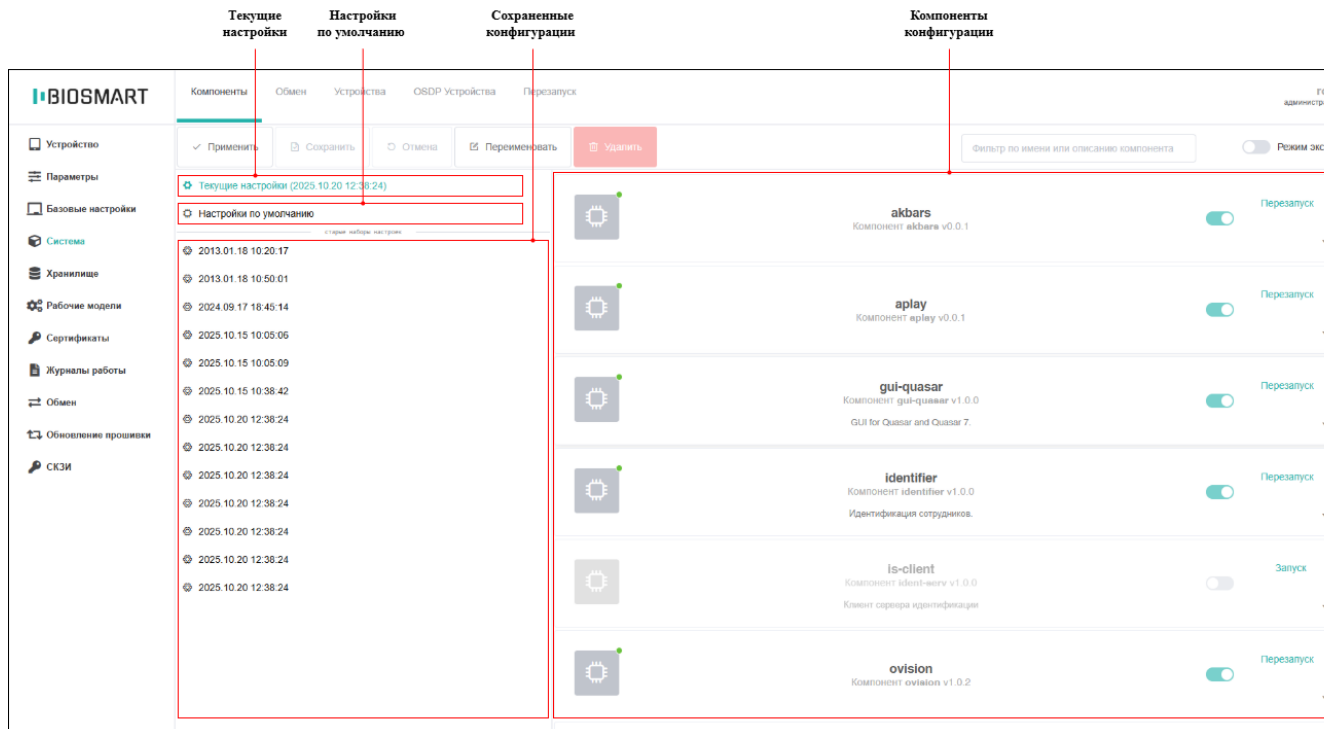 Текущие
настройки
Настройки
по умолчанию
Сохраненные
конфигурации
Компоненты
конфигурации
BIOSMART
Компоненты
Обмен
Устройства
OSDP Устройства
Перезапуск
Устройство
Параметры
Базовые настройки
Система
Хранилище
Рабочие модели
Сертификаты
Журналы работы
Обмен
Обновление прошивки
СКЗИ
Применить
Сохранить
Отмена
Переименовать
Удалить
Фильтр по имени или описанию компонента
Режим
Текущие настройки (2025.10.20 12:38:24)
Настройки по умолчанию
старые наборы настроек
2013.01.18 10:20:17
2013.01.18 10:50:01
2024.09.17 18:45:14
2025.10.15 10:05:06
2025.10.15 10:05:09
2025.10.15 10:38:42
2025.10.20 12:38:24
2025.10.20 12:38:24
2025.10.20 12:38:24
2025.10.20 12:38:24
2025.10.20 12:38:24
2025.10.20 12:38:24
2025.10.20 12:38:24
akbars
Компонент akbars v0.0.1
Перезапуск
aplay
Компонент aplay v0.0.1
Перезапуск
gui-quasar
Компонент gui-quasar v1.0.0
GUI for Quasar and Quasar 7.
Перезапуск
identifier
Компонент identifier v1.0.0
Идентификация сотрудников.
Перезапуск
is-client
Компонент ident-serv v1.0.0
Клиент сервера идентификации
Запуск
ovision
Компонент ovision v1.0.2
Перезапуск